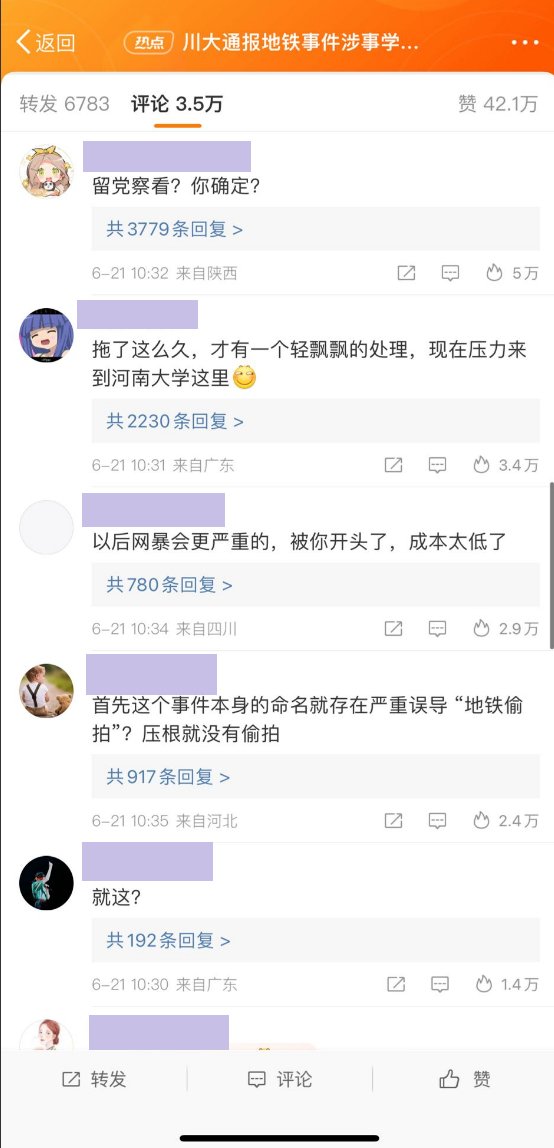 返回
热点 川大通报地铁事件涉事学...
转发 6783 评论 3.5万 赞 42.1万
留党察看？你确定？
共3779条回复 >
6-21 10:32 来自陕西 5万
拖了这么久，才有一个轻飘飘的处理，现在压力来
到河南大学这里
共2230条回复 >
6-21 10:31 来自广东 3.4万
以后网暴会更严重的，被你开头了，成本太低了
共780条回复 >
6-21 10:34 来自四川 2.9万
首先这个事件本身的命名就存在严重误导 “地铁偷
拍”？压根就没有偷拍
共917条回复 >
6-21 10:35 来自河北 2.4万
就这？
共192条回复 >
6-21 10:30 来自广东 1.4万
转发 评论 赞